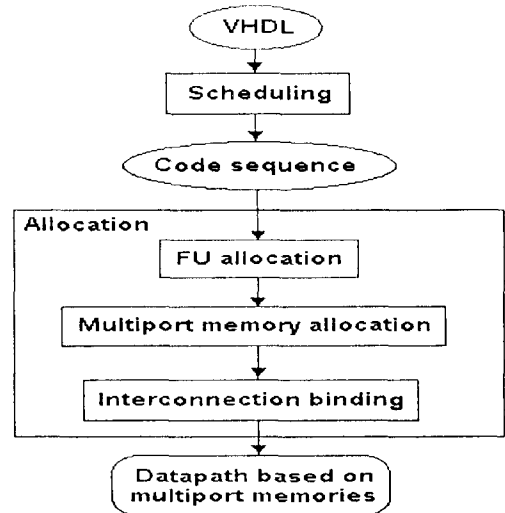 VHDL
Scheduling
Code sequence
Allocation
FU allocation
Multiport memory allocation
Interconnection binding
Datapath based on
multiport memories